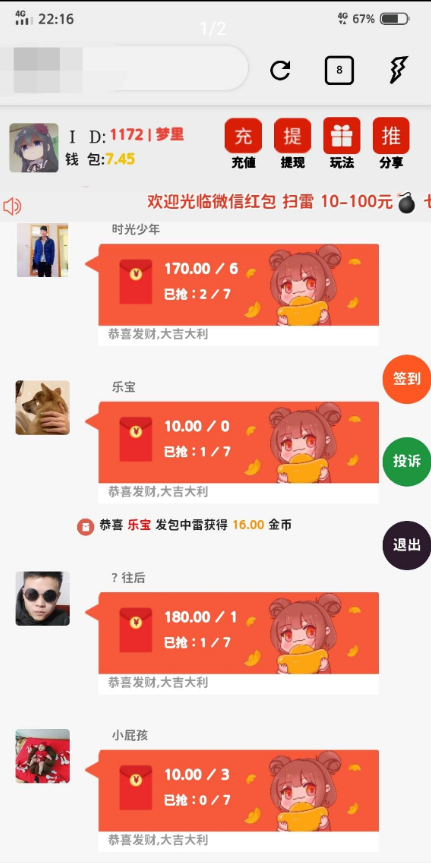 4G 22:16
4G 67%
1/2
8
I D:1172 | 梦里
钱 包:7.45
充 提 推
充值 提现 玩法 分享
欢迎光临微信红包 扫雷 10-100元
时光少年
170.00 / 6
已抢：2 / 7
恭喜发财,大吉大利
签到
乐宝
10.00 / 0
已抢：1 / 7
恭喜发财,大吉大利
投诉
恭喜 乐宝 发包中雷获得 16.00 金币
退出
? 往后
180.00 / 1
已抢：1 / 7
恭喜发财,大吉大利
小屁孩
10.00 / 3
已抢：0 / 7
恭喜发财,大吉大利